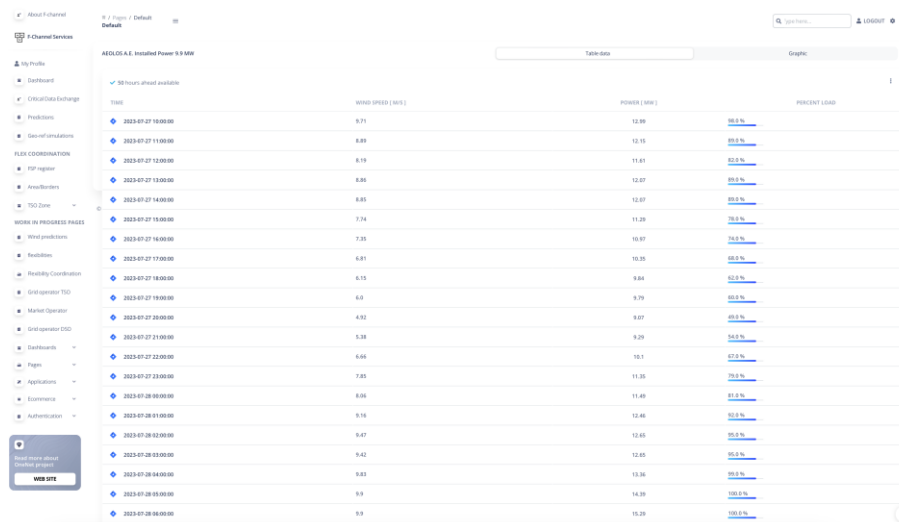 About F-channel
F-Channel Services
My Profile
Dashboard
CriticalData Exchange
Predictions
Geo-ref simulations
FLEX COORDINATION
FSP register
Area/Borders
TSO Zone
WORK IN PROGRESS PAGES
Wind predictions
flexibilities
Flexibility Coordination
Grid operator TSO
Market Operator
Grid operator DSO
Dashboards
Pages
Applications
Ecommerce
Authentication
Read more about
OneNet project
WEB SITE
/ Pages / Default
Default
Type here...
LOGOUT
AEOLOS A.E. Installed Power 9.9 MW
Table data
Graphic
50 hours ahead available
TIME WIND SPEED [ M/S ] POWER [ MW ] PERCENT LOAD
2023-07-27 10:00:00 9.71 12.99 98.0 %
2023-07-27 11:00:00 8.89 12.15 89.0 %
2023-07-27 12:00:00 8.19 11.61 82.0 %
2023-07-27 13:00:00 8.86 12.07 89.0 %
2023-07-27 14:00:00 8.85 12.07 89.0 %
2023-07-27 15:00:00 7.74 11.29 78.0 %
2023-07-27 16:00:00 7.35 10.97 74.0 %
2023-07-27 17:00:00 6.81 10.35 68.0 %
2023-07-27 18:00:00 6.15 9.84 62.0 %
2023-07-27 19:00:00 6.0 9.79 60.0 %
2023-07-27 20:00:00 4.92 9.07 49.0 %
2023-07-27 21:00:00 5.38 9.29 54.0 %
2023-07-27 22:00:00 6.66 10.1 67.0 %
2023-07-27 23:00:00 7.85 11.35 79.0 %
2023-07-28 00:00:00 8.06 11.49 81.0 %
2023-07-28 01:00:00 9.16 12.46 92.0 %
2023-07-28 02:00:00 9.47 12.65 95.0 %
2023-07-28 03:00:00 9.42 12.65 95.0 %
2023-07-28 04:00:00 9.83 13.36 99.0 %
2023-07-28 05:00:00 9.9 14.39 100.0 %
2023-07-28 06:00:00 9.9 15.29 100.0 %